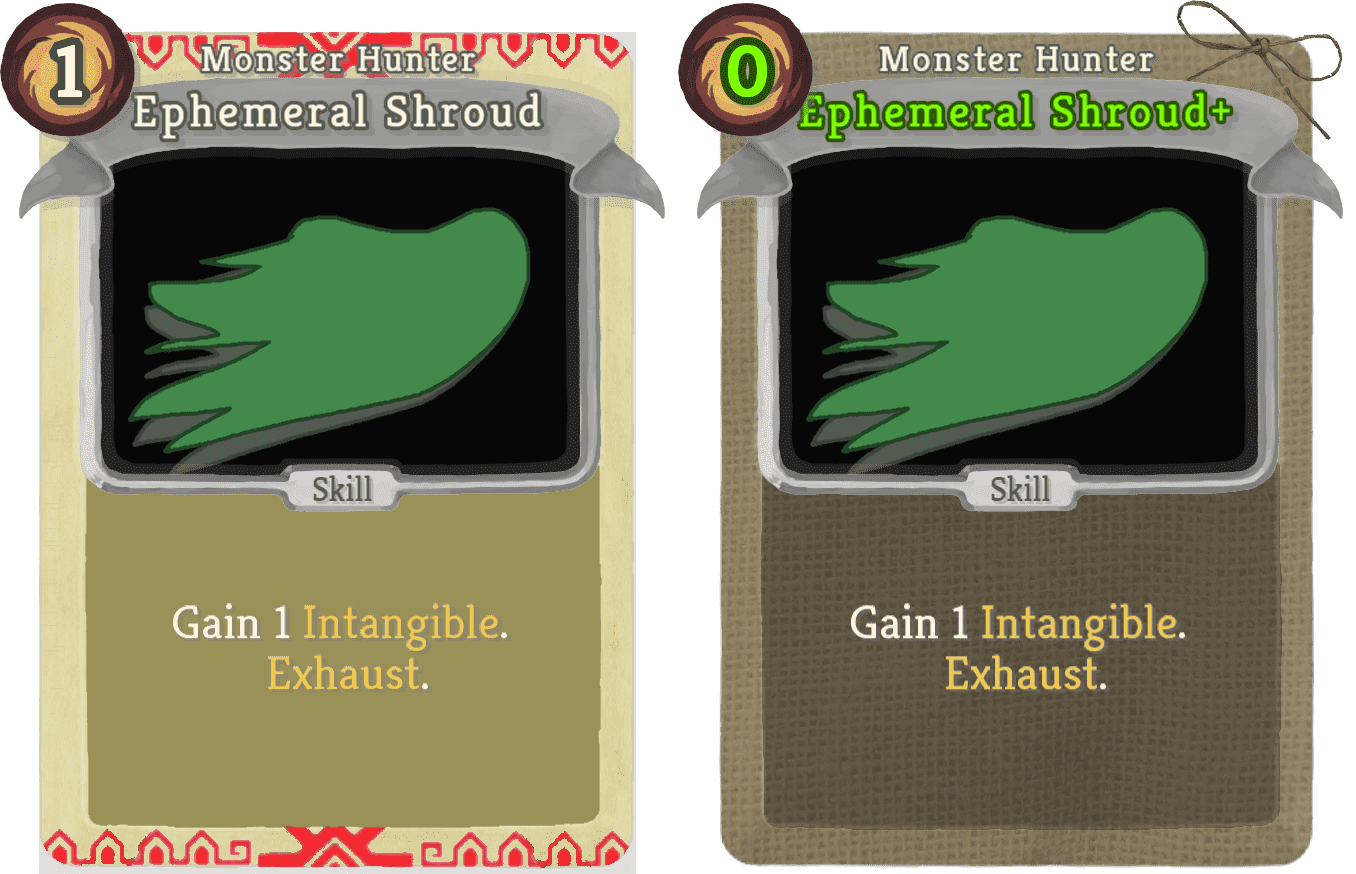 1
Monster Hunter
Ephemeral Shroud
Skill
Gain 1 Intangible.
Exhaust.
0
Monster Hunter
Ephemeral Shroud+
Skill
Gain 1 Intangible.
Exhaust.